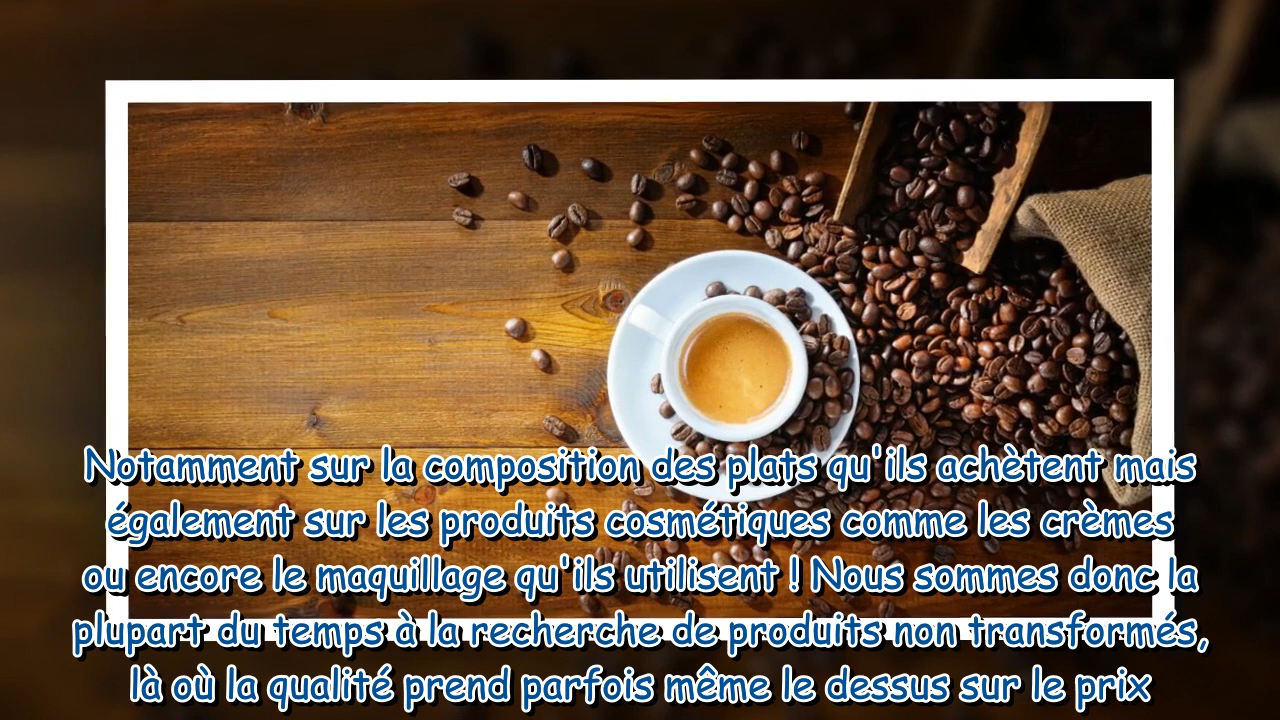 Notamment sur la composition des plats qu'ils achètent mais
également sur les produits cosmétiques comme les crèmes
ou encore le maquillage qu'ils utilisent ! Nous sommes donc la
plupart du temps à la recherche de produits non transformés,
là où la qualité prend parfois même le dessus sur le prix